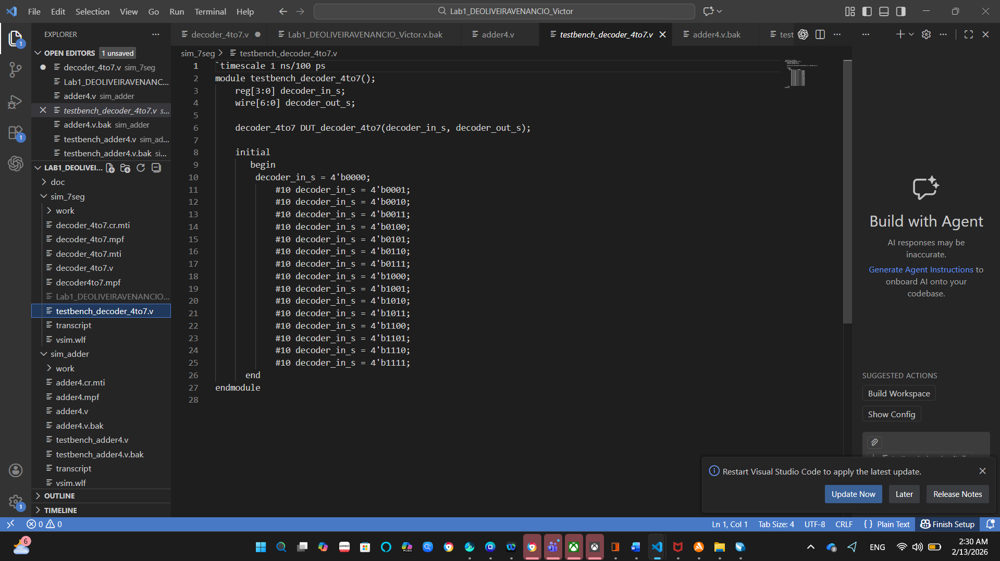 File Edit Selection View Go Run Terminal Help
Lab1_DEOLIVEIRAVENANCIO_Victor
EXPLORER
OPEN EDITORS 1 unsaved
decoder_4to7.v sim_7seg
Lab1_DEOLIVEIRAVENANC...
adder4.v sim_adder
testbench_decoder_4to7.v s...
adder4.v.bak sim_adder
testbench_adder4.v sim_ad...
testbench_adder4.v.bak si...
LAB1_DEOLIVEI...
doc
sim_7seg
work
decoder_4to7.cr.mti
decoder_4to7.mpf
decoder_4to7.mti
decoder_4to7.v
decoder4to7.mpf
Lab1_DEOLIVEIRAVENANCIO...
testbench_decoder_4to7.v
transcript
vsim.wlf
sim_adder
work
adder4.cr.mti
adder4.mpf
adder4.v
adder4.v.bak
testbench_adder4.v
testbench_adder4.v.bak
transcript
vsim.wlf
OUTLINE
TIMELINE
decoder_4to7.v Lab1_DEOLIVEIRAVENANCIO_Victor.v.bak adder4.v testbench_decoder_4to7.v adder4.v.bak test
sim_7seg > testbench_decoder_4to7.v
1 `timescale 1 ns/100 ps
2 module testbench_decoder_4to7();
3 reg[3:0] decoder_in_s;
4 wire[6:0] decoder_out_s;
5
6 decoder_4to7 DUT_decoder_4to7(decoder_in_s, decoder_out_s);
7
8 initial
9 begin
10 decoder_in_s = 4'b0000;
11 #10 decoder_in_s = 4'b0001;
12 #10 decoder_in_s = 4'b0010;
13 #10 decoder_in_s = 4'b0011;
14 #10 decoder_in_s = 4'b0100;
15 #10 decoder_in_s = 4'b0101;
16 #10 decoder_in_s = 4'b0110;
17 #10 decoder_in_s = 4'b0111;
18 #10 decoder_in_s = 4'b1000;
19 #10 decoder_in_s = 4'b1001;
20 #10 decoder_in_s = 4'b1010;
21 #10 decoder_in_s = 4'b1011;
22 #10 decoder_in_s = 4'b1100;
23 #10 decoder_in_s = 4'b1101;
24 #10 decoder_in_s = 4'b1110;
25 #10 decoder_in_s = 4'b1111;
26 end
27 endmodule
28
Build with Agent
AI responses may be
inaccurate.
Generate Agent Instructions to
onboard AI onto your
codebase.
SUGGESTED ACTIONS
Build Workspace
Show Config
Restart Visual Studio Code to apply the latest update.
Update Now Later Release Notes
0 0
Ln 1, Col 1 Tab Size: 4 UTF-8 CRLF { } Plain Text Finish Setup
6
ENG
2:30 AM
2/13/2026